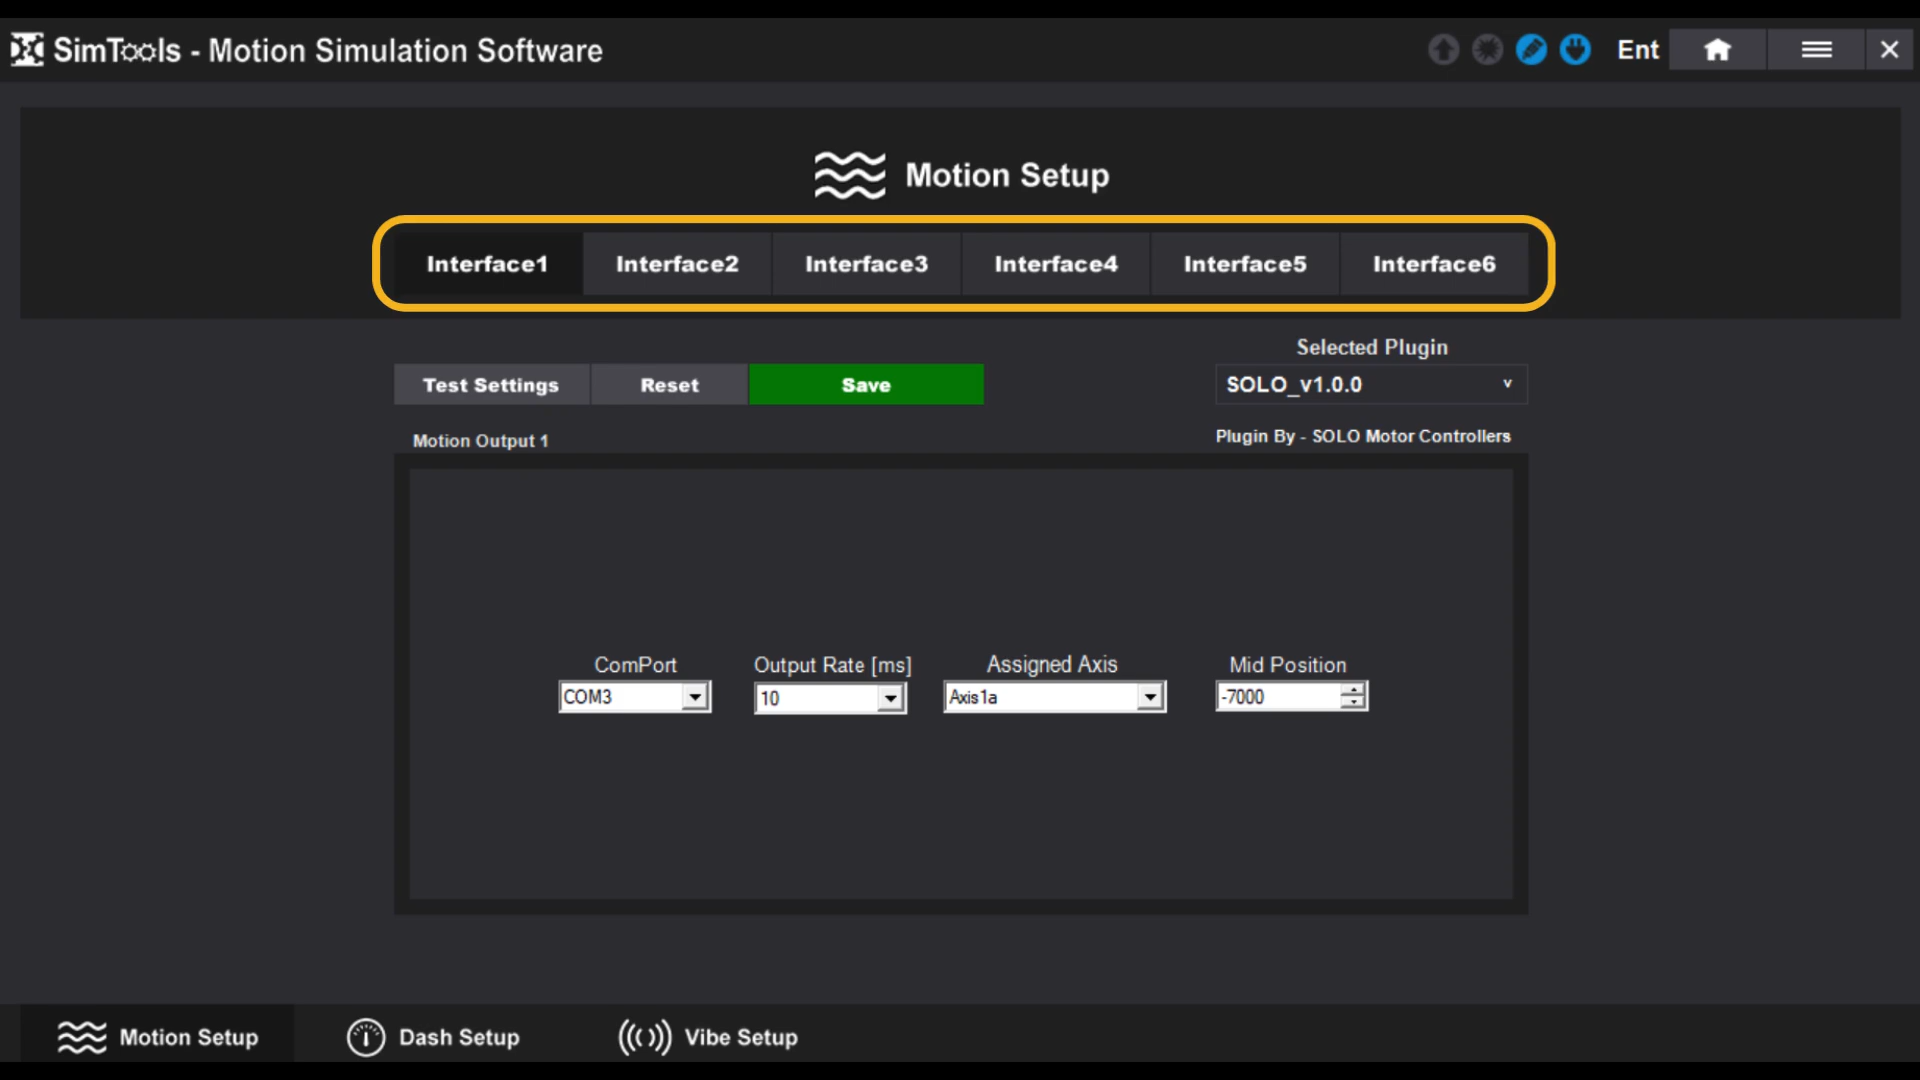 SimTools - Motion Simulation Software
Ent
Motion Setup
Interface1 Interface2 Interface3 Interface4 Interface5 Interface6
Selected Plugin
Test Settings Reset Save
SOLO_v1.0.0
Motion Output 1
Plugin By - SOLO Motor Controllers
ComPort Output Rate [ms] Assigned Axis Mid Position
COM3 10 Axis1a -7000
Motion Setup Dash Setup Vibe Setup